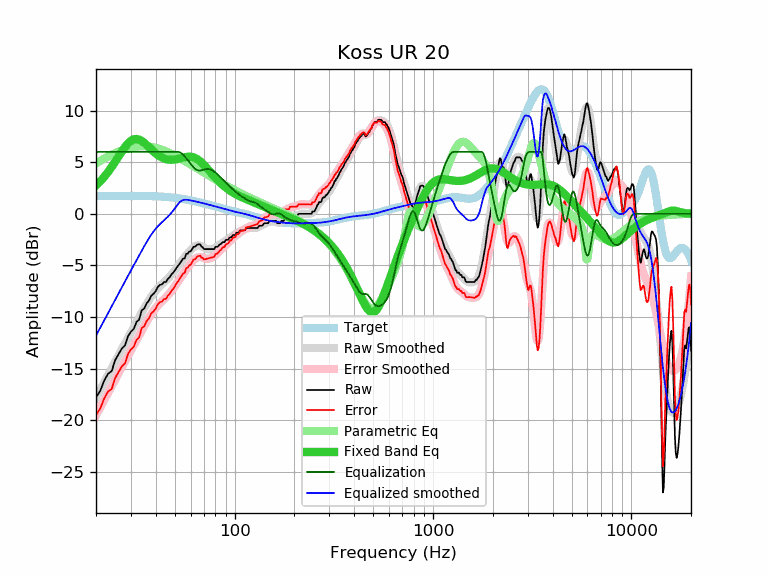 Koss UR 20
Amplitude (dBr)
10
5
0
−5
−10
−15
−20
−25
Target
Raw Smoothed
Error Smoothed
Raw
Error
Parametric Eq
Fixed Band Eq
Equalization
Equalized smoothed
100 1000 10000
Frequency (Hz)